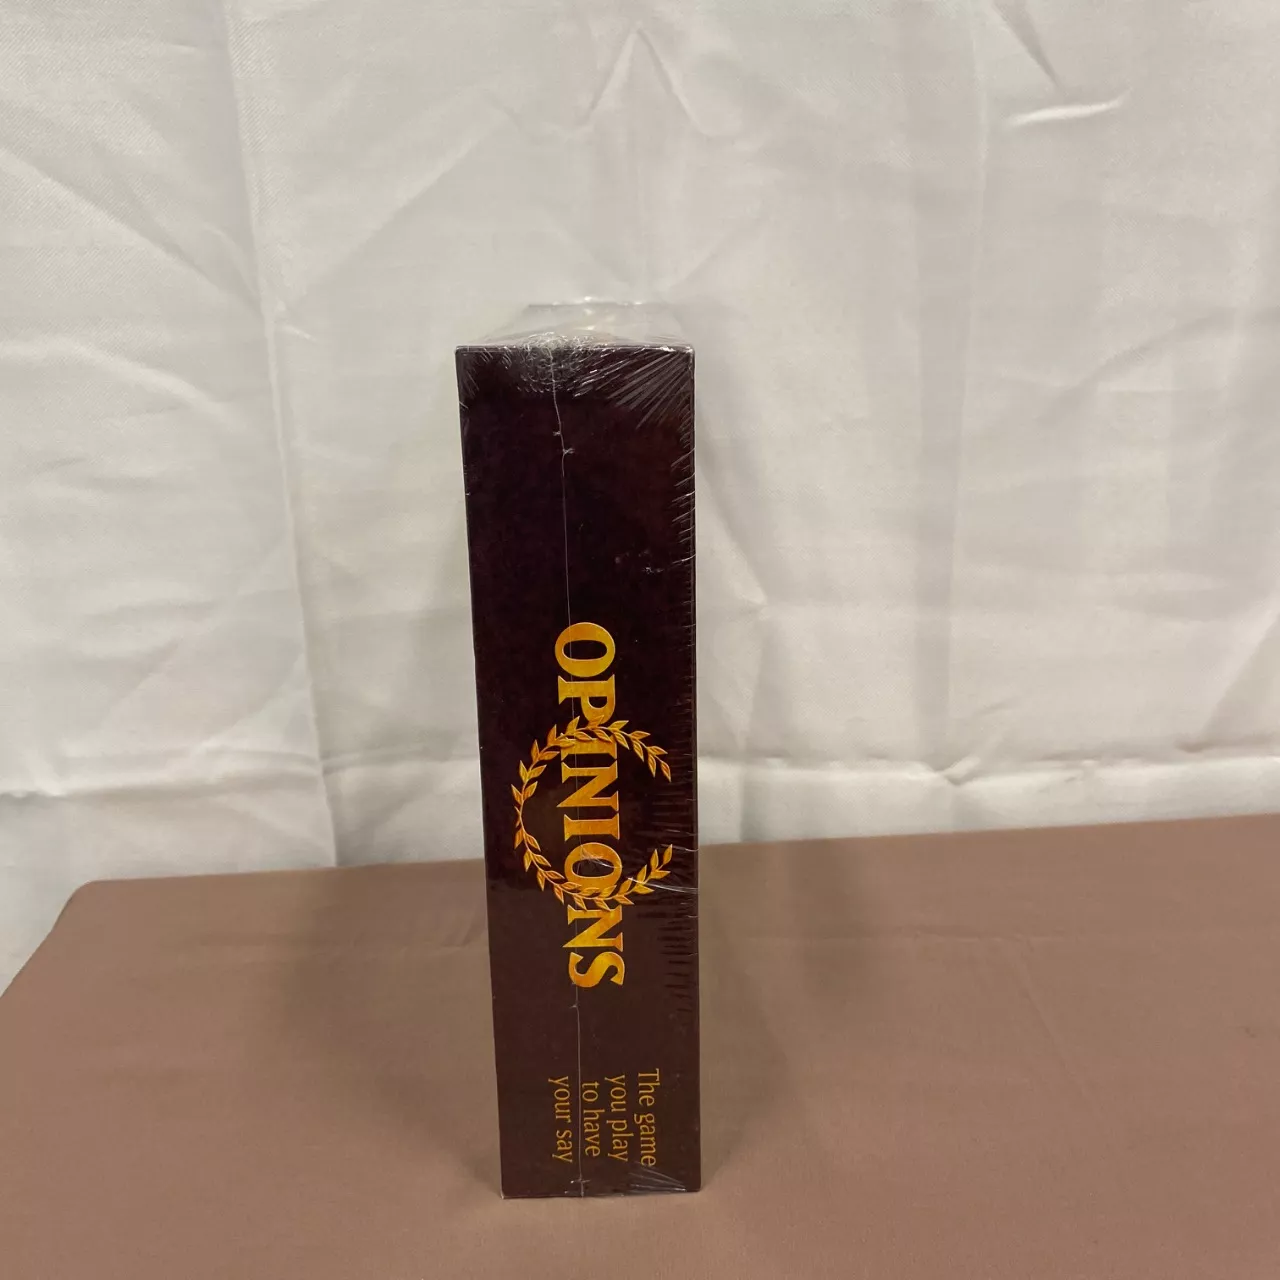 OPINIONS
The game
you play
to have
your say